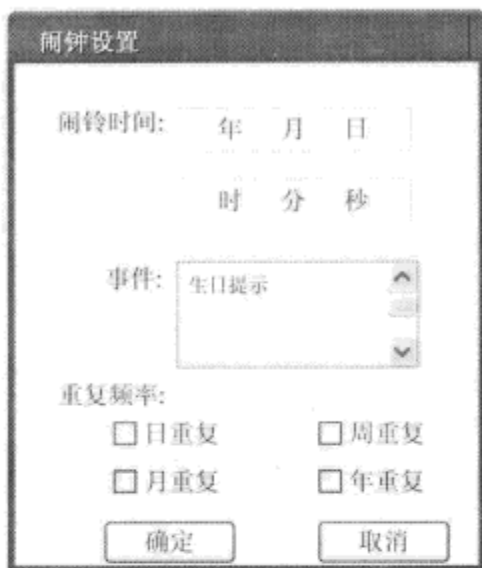 闹钟设置
闹铃时间: 年 月 日
时 分 秒
事件: 生日提示
重复频率:
日重复 周重复
月重复 年重复
确定 取消